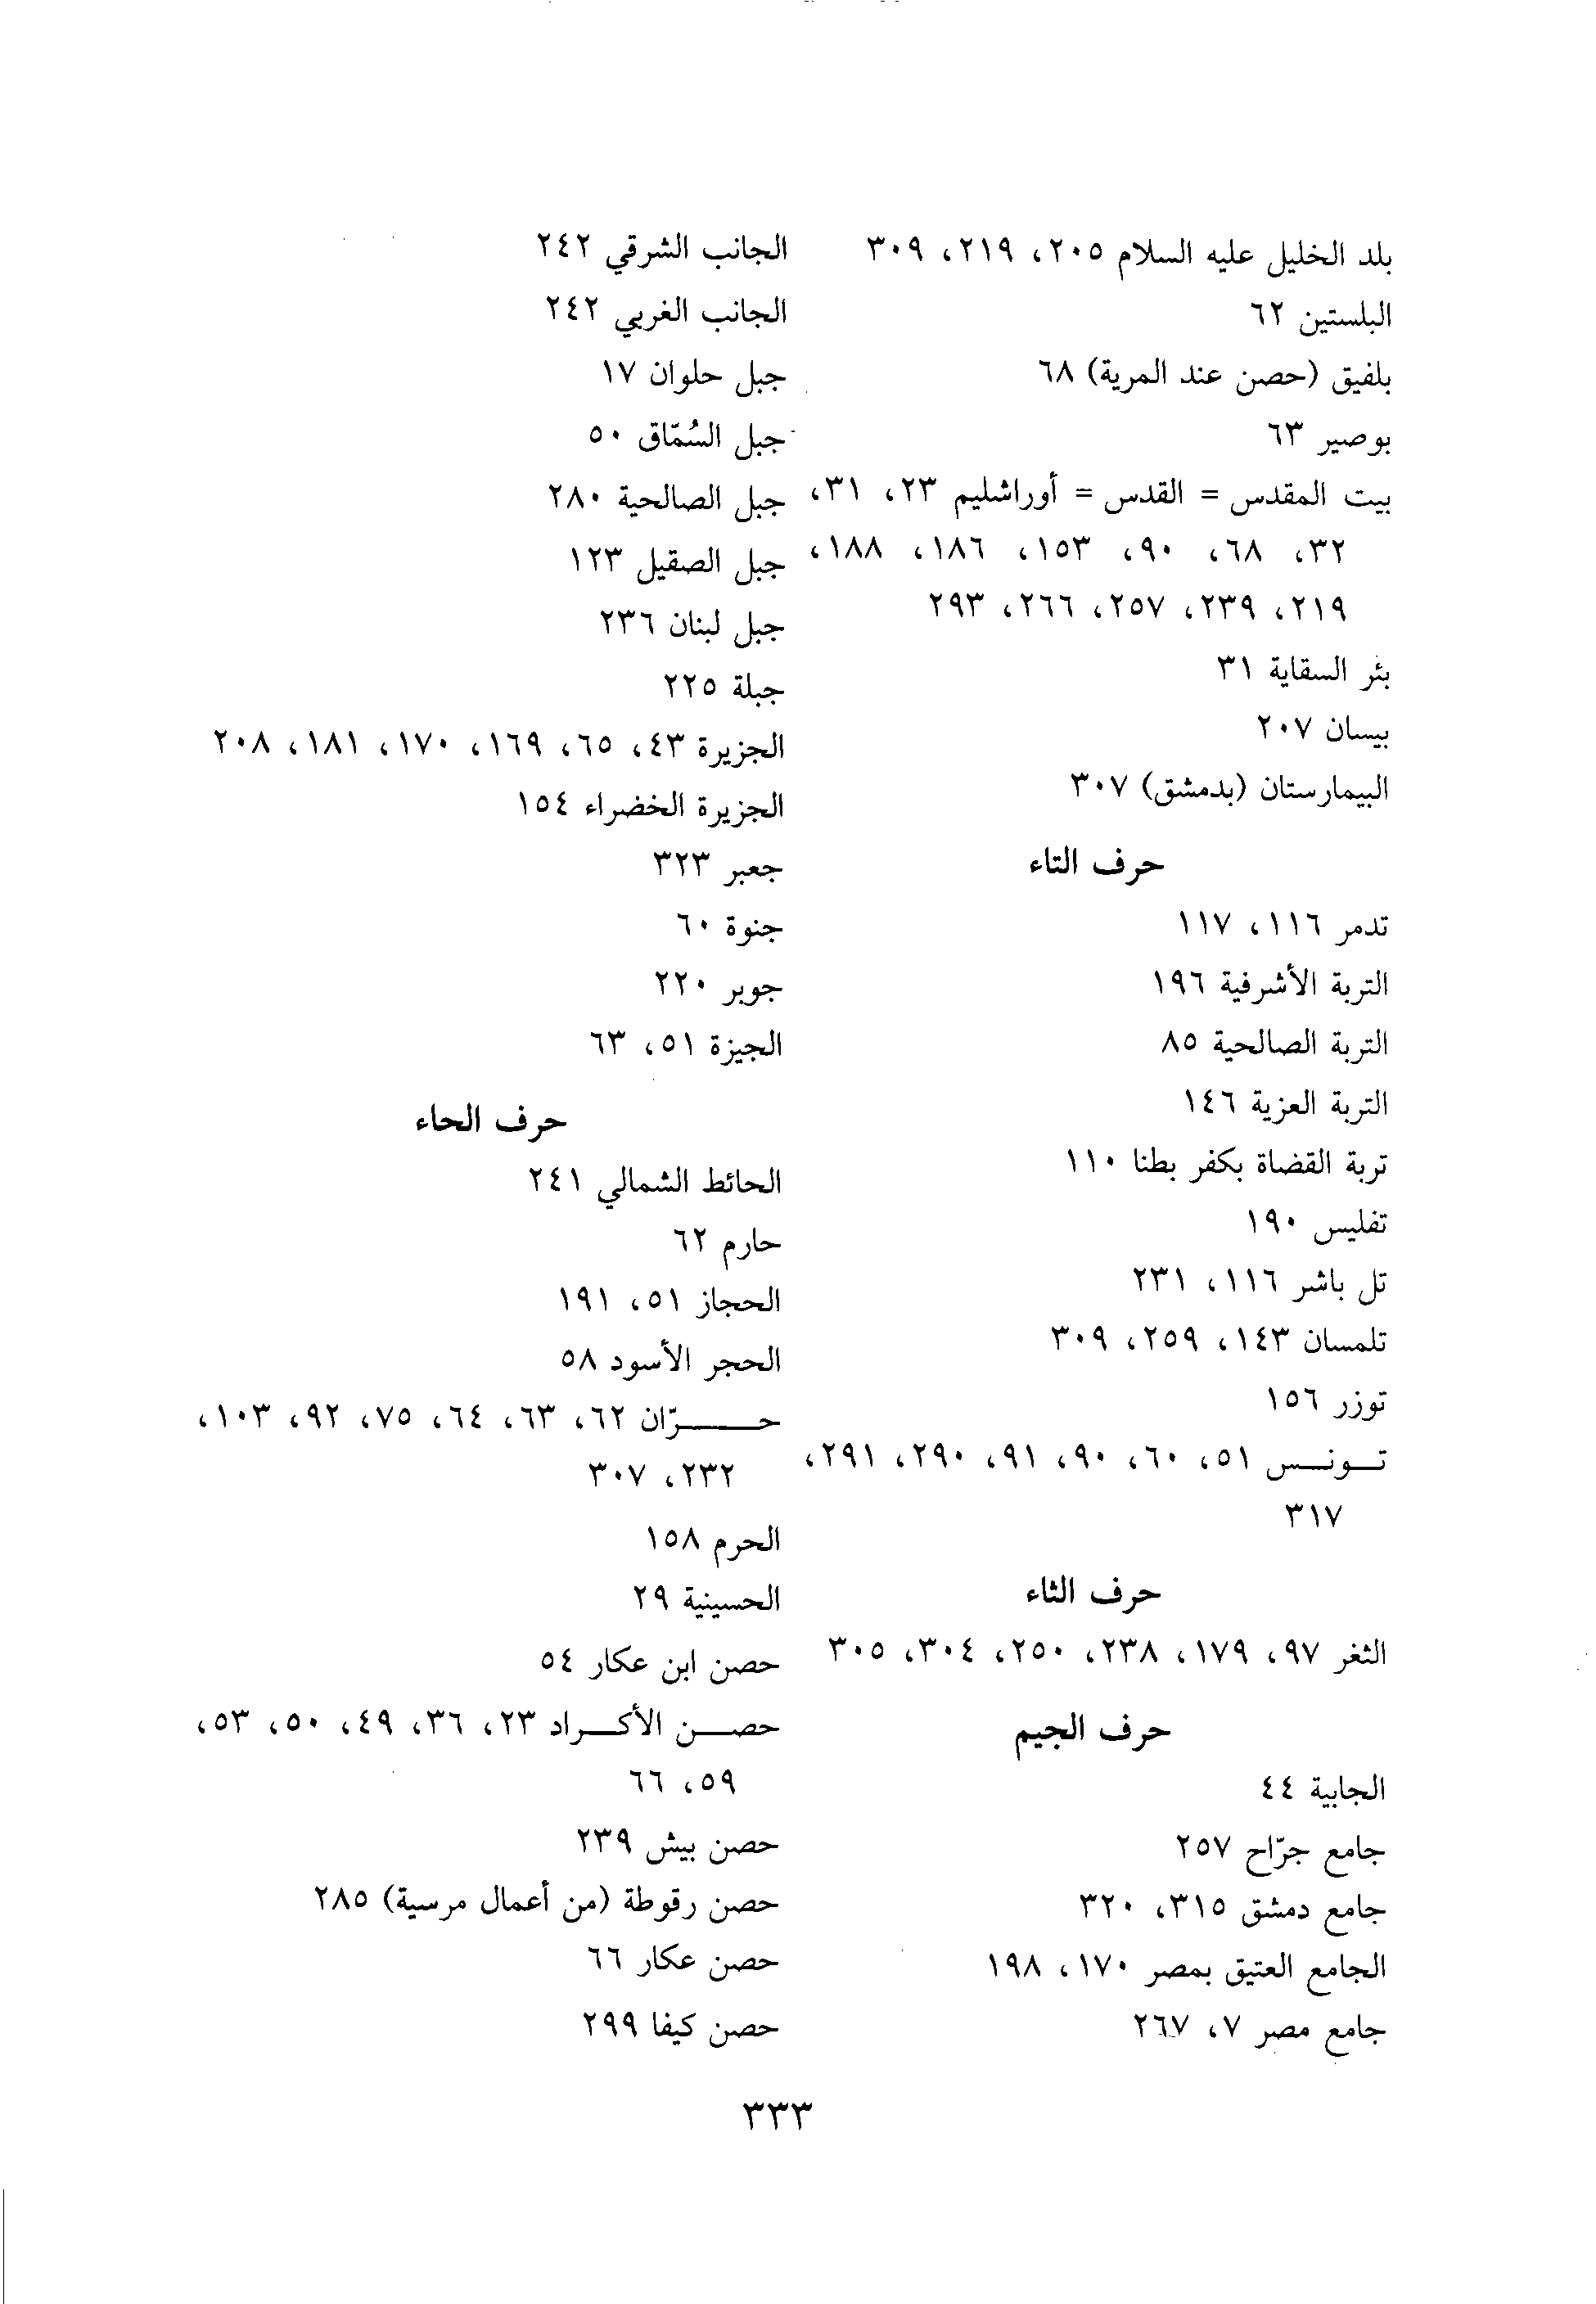 بلد الخليل عليه السلام ٢٠٥، ٢١٩، ٣٠٩
البلستين ٦٢
بلفيق (حصن عند المرية) ٦٨
بوصير ٦٣
بيت المقدس = القدس = أوراشليم ٢٣، ٣١،
٣٢، ٦٨، ٩٠، ١٥٣، ١٨٦، ١٨٨،
٢١٩، ٢٣٩، ٢٥٧، ٢٦٦، ٢٩٣
بئر السقاية ٣١
بيسان ٢٠٧
البيمارستان (بدمشق) ٣٠٧
حرف التاء
تدمر ١١٦، ١١٧
التربة الأشرفية ١٩٦
التربة الصالحية ٨٥
التربة العزية ١٤٦
تربة القضاة بكفر بطنا ١١٠
تفليس ١٩٠
تل باشر ١١٦، ٢٣١
تلمسان ١٤٣، ٢٥٩، ٣٠٩
توزر ١٥٦
تونس ٥١، ٦٠، ٩٠، ٩١، ٢٩٠، ٢٩١،
٣١٧
حرف الثاء
الثغر ٩٧، ١٧٩، ٢٣٨، ٢٥٠، ٣٠٤، ٣٠٥
حرف الجيم
الجابية ٤٤
جامع جرّاح ٢٥٧
جامع دمشق ٣١٥، ٣٢٠
الجامع العتيق بمصر ١٧٠، ١٩٨
جامع مصر ٧، ٢٦٧
الجانب الشرقي ٢٤٢
الجانب الغربي ٢٤٢
جبل حلوان ١٧
جبل السُمّاق ٥٠
جبل الصالحية ٢٨٠
جبل الصقيل ١٢٣
جبل لبنان ٢٣٦
جبلة ٢٢٥
الجزيرة ٤٣، ٦٥، ١٦٩، ١٧٠، ١٨١، ٢٠٨
الجزيرة الخضراء ١٥٤
جعبر ٣٢٣
جنوة ٦٠
جوبر ٢٢٠
الجيزة ٥١، ٦٣
حرف الحاء
الحائط الشمالي ٢٤١
حارم ٦٢
الحجاز ٥١، ١٩١
الحجر الأسود ٥٨
حرّان ٦٢، ٦٣، ٦٤، ٧٥، ٩٢، ١٠٣،
٢٣٢، ٣٠٧
الحرم ١٥٨
الحسينية ٢٩
حصن ابن عكار ٥٤
حصن الأكراد ٢٣، ٣٦، ٤٩، ٥٠، ٥٣،
٥٩، ٦٦
حصن بيش ٢٣٩
حصن رقوطة (من أعمال مرسية) ٢٨٥
حصن عكار ٦٦
حصن كيفا ٢٩٩
٣٣٣